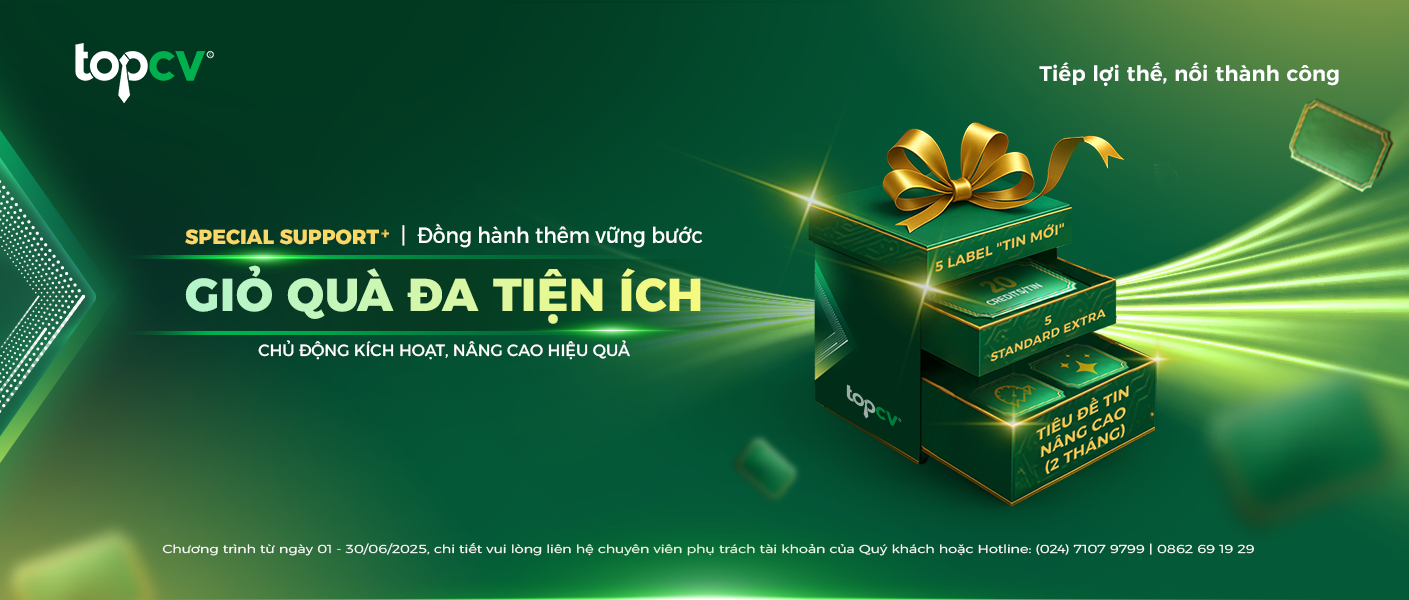 topcv
Tiếp lợi thế, nối thành công
SPECIAL SUPPORT+ | Đồng hành thêm vững bước
GIỎ QUÀ ĐA TIỆN ÍCH
CHỦ ĐỘNG KÍCH HOẠT, NÂNG CAO HIỆU QUẢ
5 LABEL "TIN MỚI"
20
CREDITS/TIN
5
STANDARD EXTRA
topcv
TIÊU ĐỀ TIN
NÂNG CAO
(2 THÁNG)
Chương trình từ ngày 01 - 30/06/2025, chi tiết vui lòng liên hệ chuyên viên phụ trách tài khoản của Quý khách hoặc Hotline: (024) 7107 9799 | 0862 69 19 29